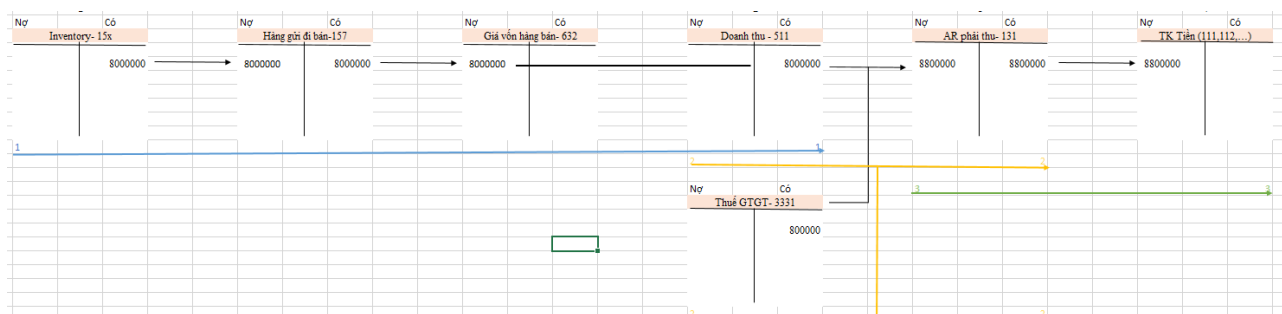 Nợ Có Nợ Có Nợ Có Nợ Có Nợ Có Nợ Có
Inventory- 15x Hàng gửi đi bán-157 Giá vốn hàng bán- 632 Doanh thu - 511 AR phải thu- 131 TK Tiền (111,112,...)
8000000 8000000 8000000 8000000 8000000 8800000 8800000 8800000
1 1
2 2
3 3
Nợ Có
Thuế GTGT- 3331
800000